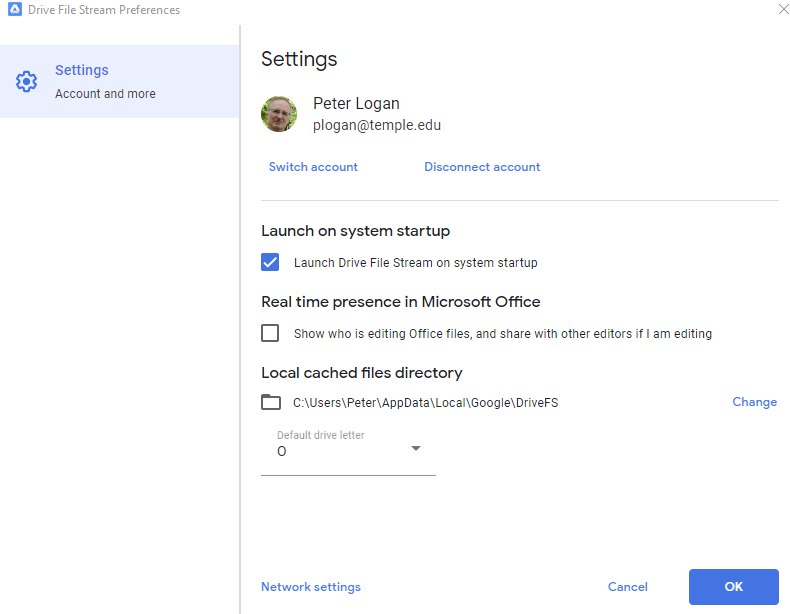 Drive File Stream Preferences
Settings
Account and more
Settings
Peter Logan
plogan@temple.edu
Switch account
Disconnect account
Launch on system startup
Launch Drive File Stream on system startup
Real time presence in Microsoft Office
Show who is editing Office files, and share with other editors if I am editing
Local cached files directory
C:\Users\Peter\AppData\Local\Google\DriveFS
Change
Default drive letter
O
Network settings
Cancel
OK